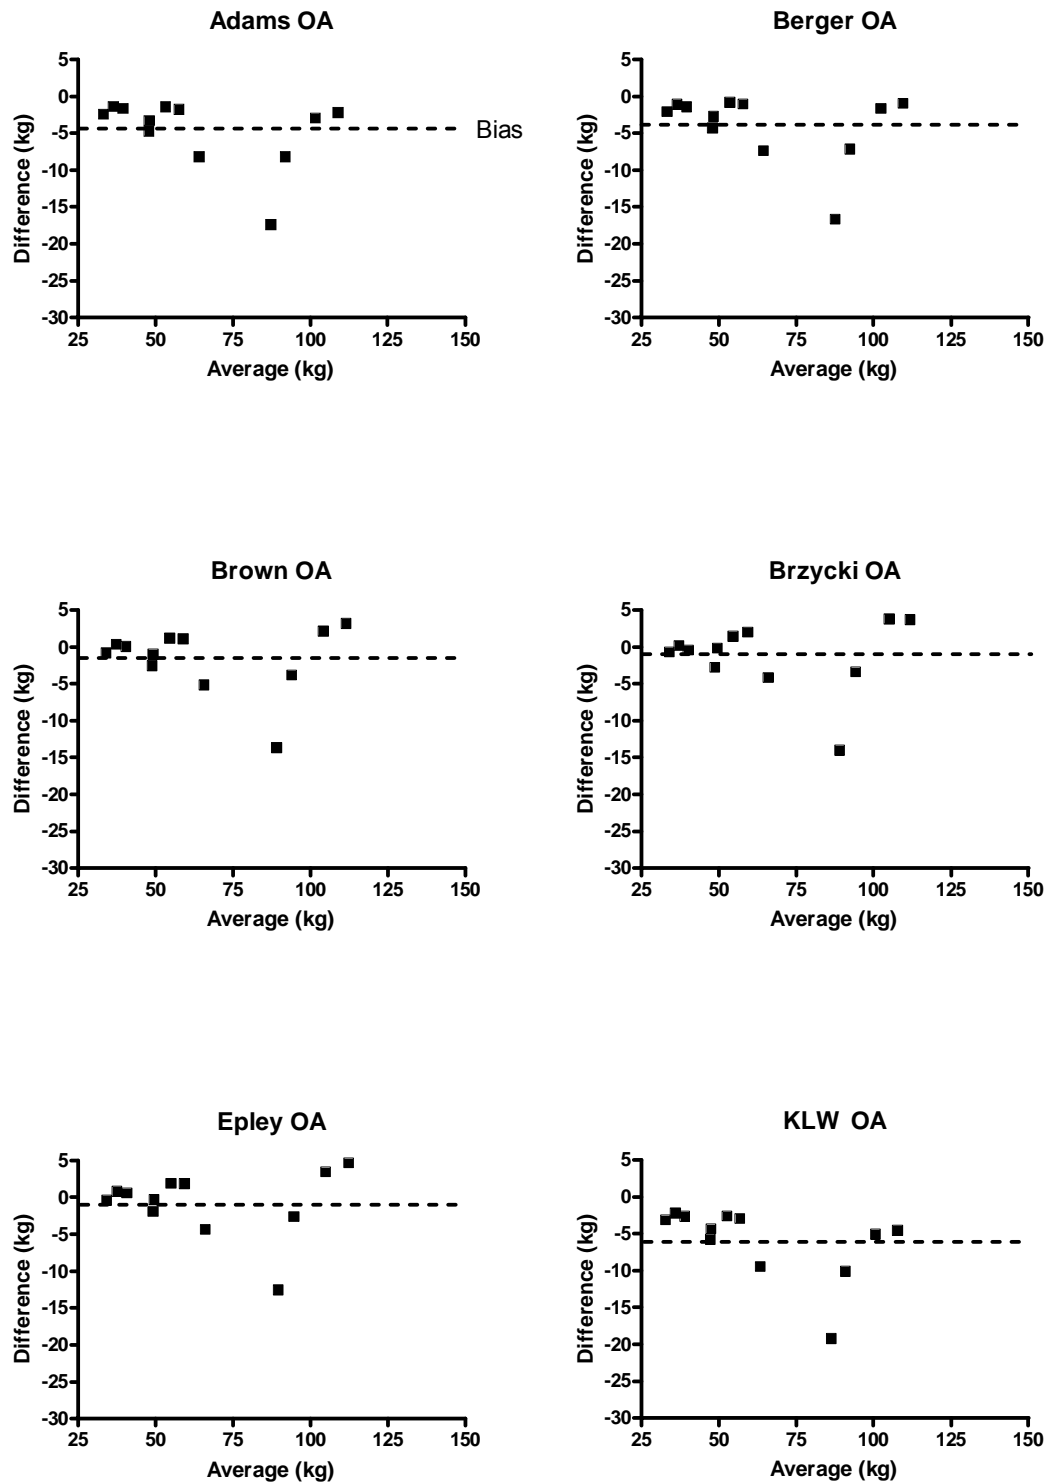 Adams OA
5
0
-5
-10
-15
-20
-25
-30
Difference (kg)
25 50 75 100 125 150
Average (kg)
Bias
Berger OA
5
0
-5
-10
-15
-20
-25
-30
Difference (kg)
25 50 75 100 125 150
Average (kg)
Brown OA
5
0
-5
-10
-15
-20
-25
-30
Difference (kg)
25 50 75 100 125 150
Average (kg)
Brzycki OA
5
0
-5
-10
-15
-20
-25
-30
Difference (kg)
25 50 75 100 125 150
Average (kg)
Epley OA
5
0
-5
-10
-15
-20
-25
-30
Difference (kg)
25 50 75 100 125 150
Average (kg)
KLW OA
5
0
-5
-10
-15
-20
-25
-30
Difference (kg)
25 50 75 100 125 150
Average (kg)